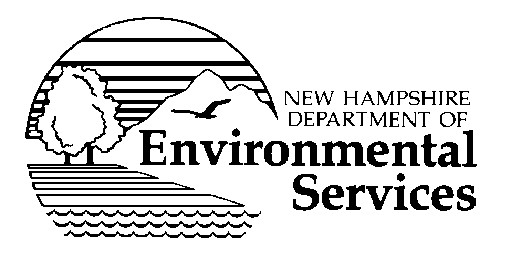 NEW HAMPSHIRE
DEPARTMENT OF
Environmental
Services